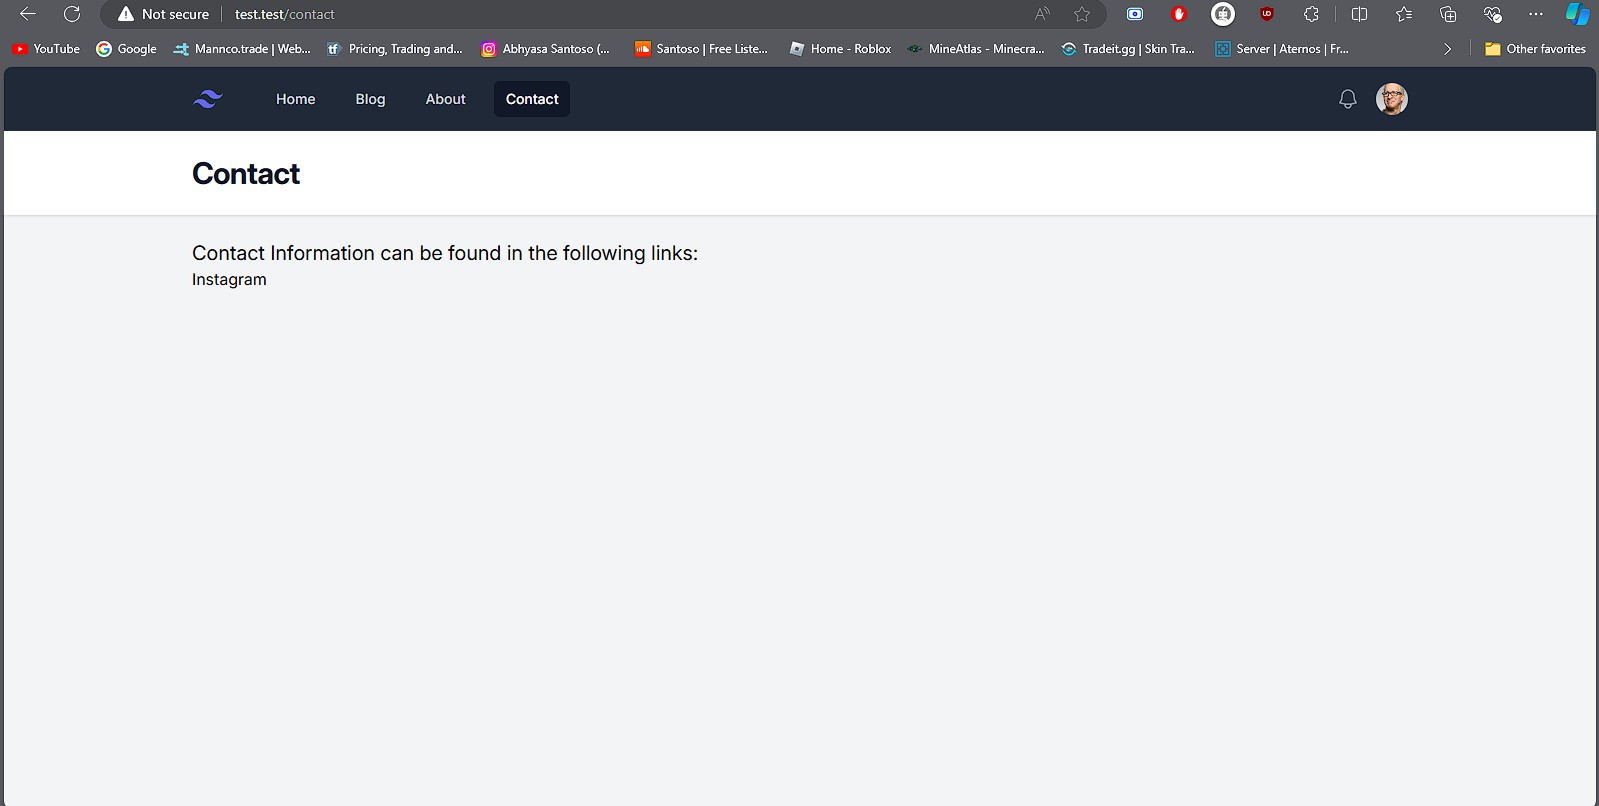 Not secure test.test/contact
YouTube Google Mannco.trade | Web... Pricing, Trading and... Abhyasa Santoso (... Santoso | Free Liste... Home - Roblox MineAtlas - Minecra... Tradeit.gg | Skin Tra... Server | Aternos | Fr... Other favorites
Home Blog About Contact
Contact
Contact Information can be found in the following links:
Instagram